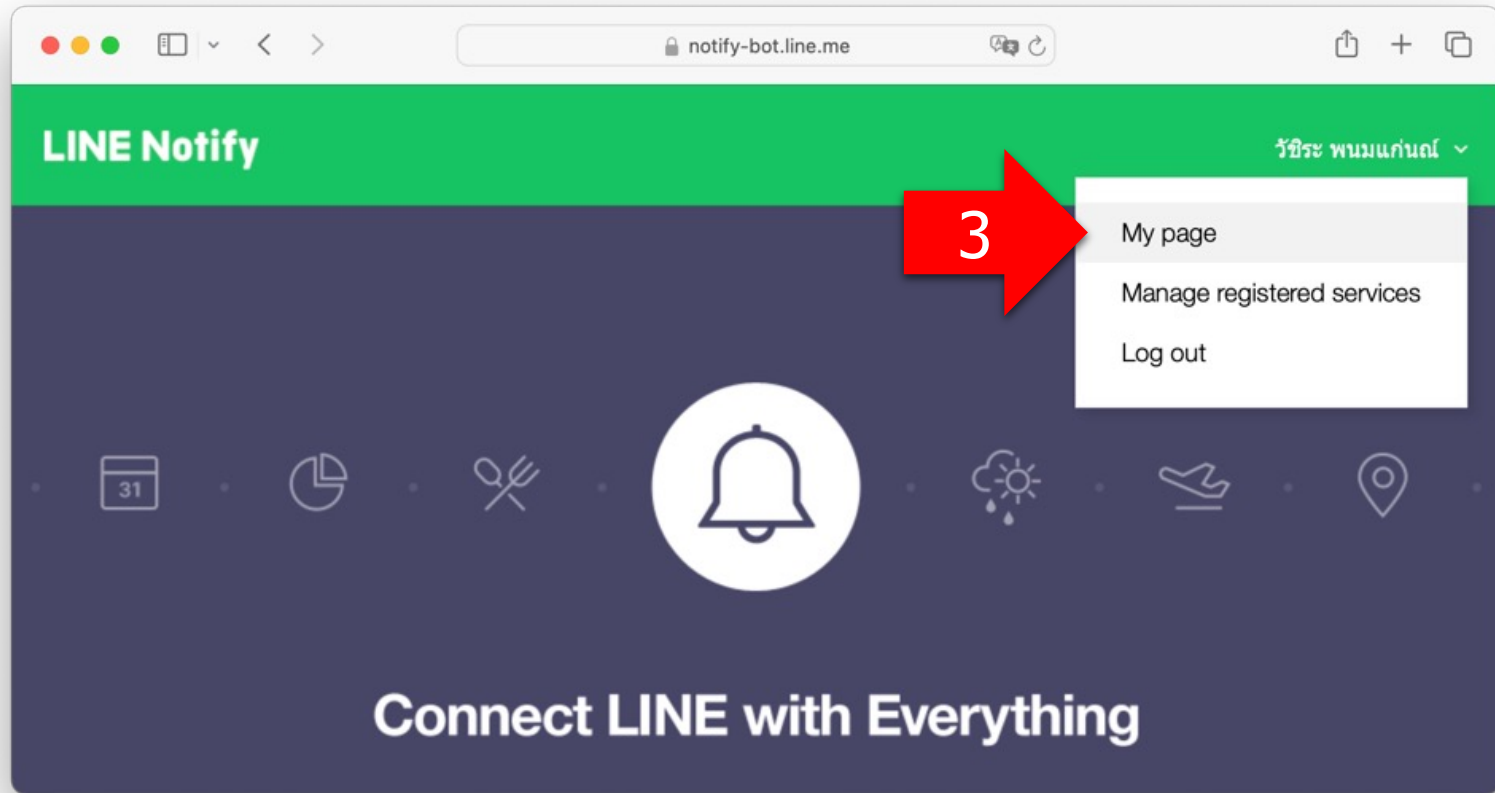 notify-bot.line.me
LINE Notify
วัชิระ พนมแก่นณ์
3
My page
Manage registered services
Log out
31
Connect LINE with Everything